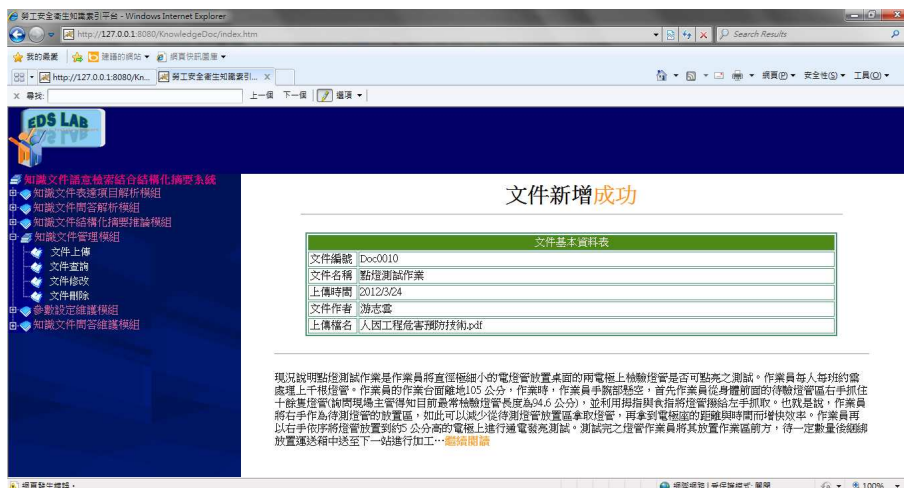 勞工安全衛生知識索引平台 - Windows Internet Explorer
http://127.0.0.1:8080/KnowledgeDoc/index.htm
Search Results
我的最愛 建議的網站 網頁快訊圖庫
http://127.0.0.1:8080/Kn... 勞工安全衛生知識索引... X
網頁(P) 安全性(S) 工具(O)
x 尋找: 上一個 下一個 選項
EDS LAB
知識文件語意檢索結合結構化摘要系統
知識文件表達項目解析模組
知識文件問答解析模組
知識文件結構化摘要推論模組
知識文件管理模組
文件上傳
文件查詢
文件修改
文件刪除
參數設定維護模組
知識文件問答維護模組
文件新增成功
文件基本資料表
文件編號 Doc0010
文件名稱 點燈測試作業
上傳時間 2012/3/24
文件作者 游志雲
上傳檔名 人因工程危害預防技術.pdf
現況說明點燈測試作業是作業員將直徑極細小的電燈管放置桌面的兩電極上檢驗燈管是否可點亮之測試。作業員每人每班約需
處理上千根燈管。作業員的作業台面離地105 公分，作業時，作業員手腕部懸空，首先作業員從身體前面的待驗燈管區右手抓住
一餘隻燈管(詢問現場主管得知目前最常檢驗燈管長度為94.6 公分)，並利用拇指與食指將燈管撥給左手抓取。也就是說，作業員
將右手作為待測燈管的放置區，如此可以減少從待測燈管放置區拿取燈管，再拿到電極座的距離與時間而增快效率。作業員再
以右手依序將燈管放置到約5 公分高的電極上進行通電發亮測試。測試完之燈管作業員將其放置作業區前方，待一定數量後綑綁
放置運送箱中送至下一站進行加工…繼續閱讀
網頁發生錯誤。
網際網路 | 受保護模式: 關閉
100%